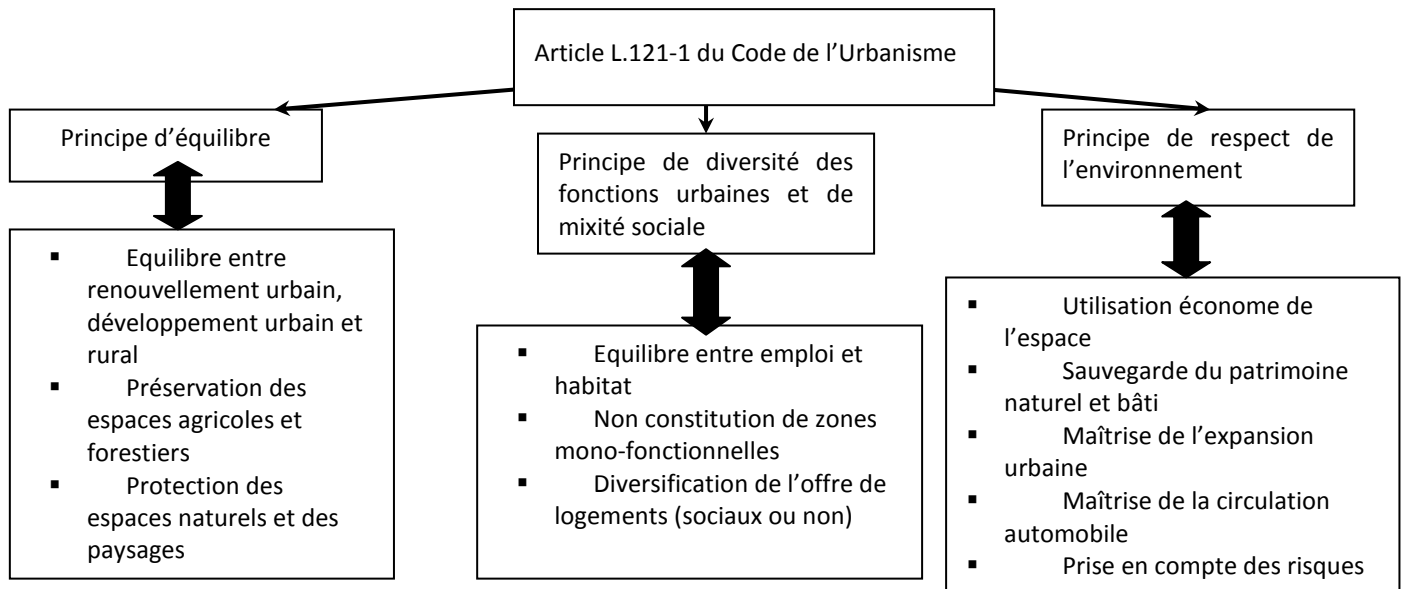 Article L.121-1 du Code de l’Urbanisme
Principe d’équilibre
▪ Equilibre entre
renouvellement urbain,
développement urbain et
rural
▪ Préservation des
espaces agricoles et
forestiers
▪ Protection des
espaces naturels et des
paysages
Principe de diversité des
fonctions urbaines et de
mixité sociale
▪ Equilibre entre emploi et
habitat
▪ Non constitution de zones
mono-fonctionnelles
▪ Diversification de l’offre de
logements (sociaux ou non)
Principe de respect de
l’environnement
▪ Utilisation économe de
l’espace
▪ Sauvegarde du patrimoine
naturel et bâti
▪ Maîtrise de l’expansion
urbaine
▪ Maîtrise de la circulation
automobile
▪ Prise en compte des risques